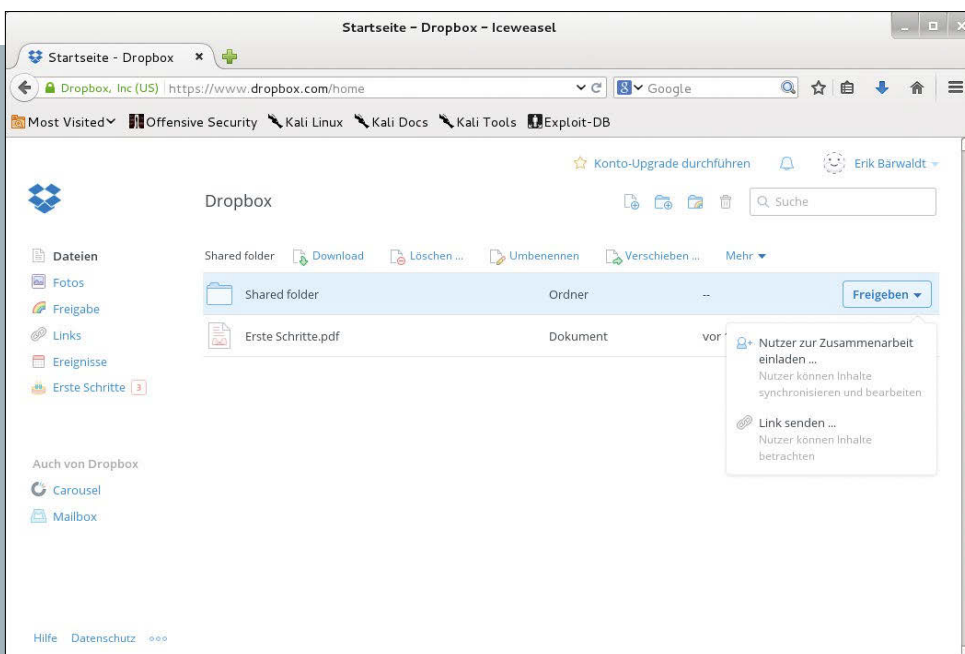 Startseite – Dropbox – Iceweasel
Startseite - Dropbox
Dropbox, Inc (US) https://www.dropbox.com/home
Google
Most Visited Offensive Security Kali Linux Kali Docs Kali Tools Exploit-DB
Konto-Upgrade durchführen Erik Bärwaldt
Dropbox
Suche
Dateien
Fotos
Freigabe
Links
Ereignisse
Erste Schritte 3
Auch von Dropbox
Carousel
Mailbox
Shared folder Download Löschen ... Umbenennen Verschieben ... Mehr
Shared folder Ordner -- Freigeben
Erste Schritte.pdf Dokument vor
Nutzer zur Zusammenarbeit
einladen ...
Nutzer können Inhalte
synchronisieren und bearbeiten
Link senden ...
Nutzer können Inhalte
betrachten
Hilfe Datenschutz